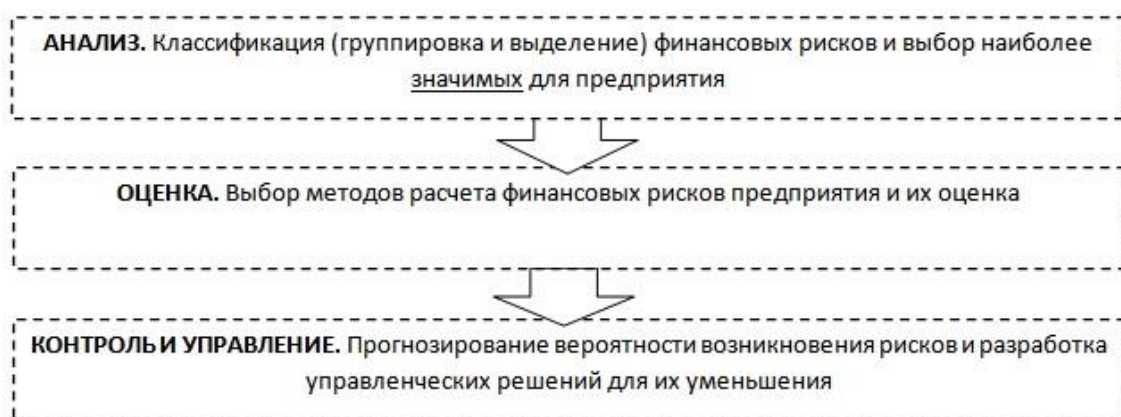 АНАЛИЗ. Классификация (группировка и выделение) финансовых рисков и выбор наиболее
значимых для предприятия
ОЦЕНКА. Выбор методов расчета финансовых рисков предприятия и их оценка
КОНТРОЛЬ И УПРАВЛЕНИЕ. Прогнозирование вероятности возникновения рисков и разработка
управленческих решений для их уменьшения